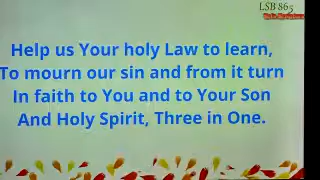 LSB 865
Help us Your holy Law to learn,
To mourn our sin and from it turn
In faith to You and to Your Son
And Holy Spirit, Three in One.